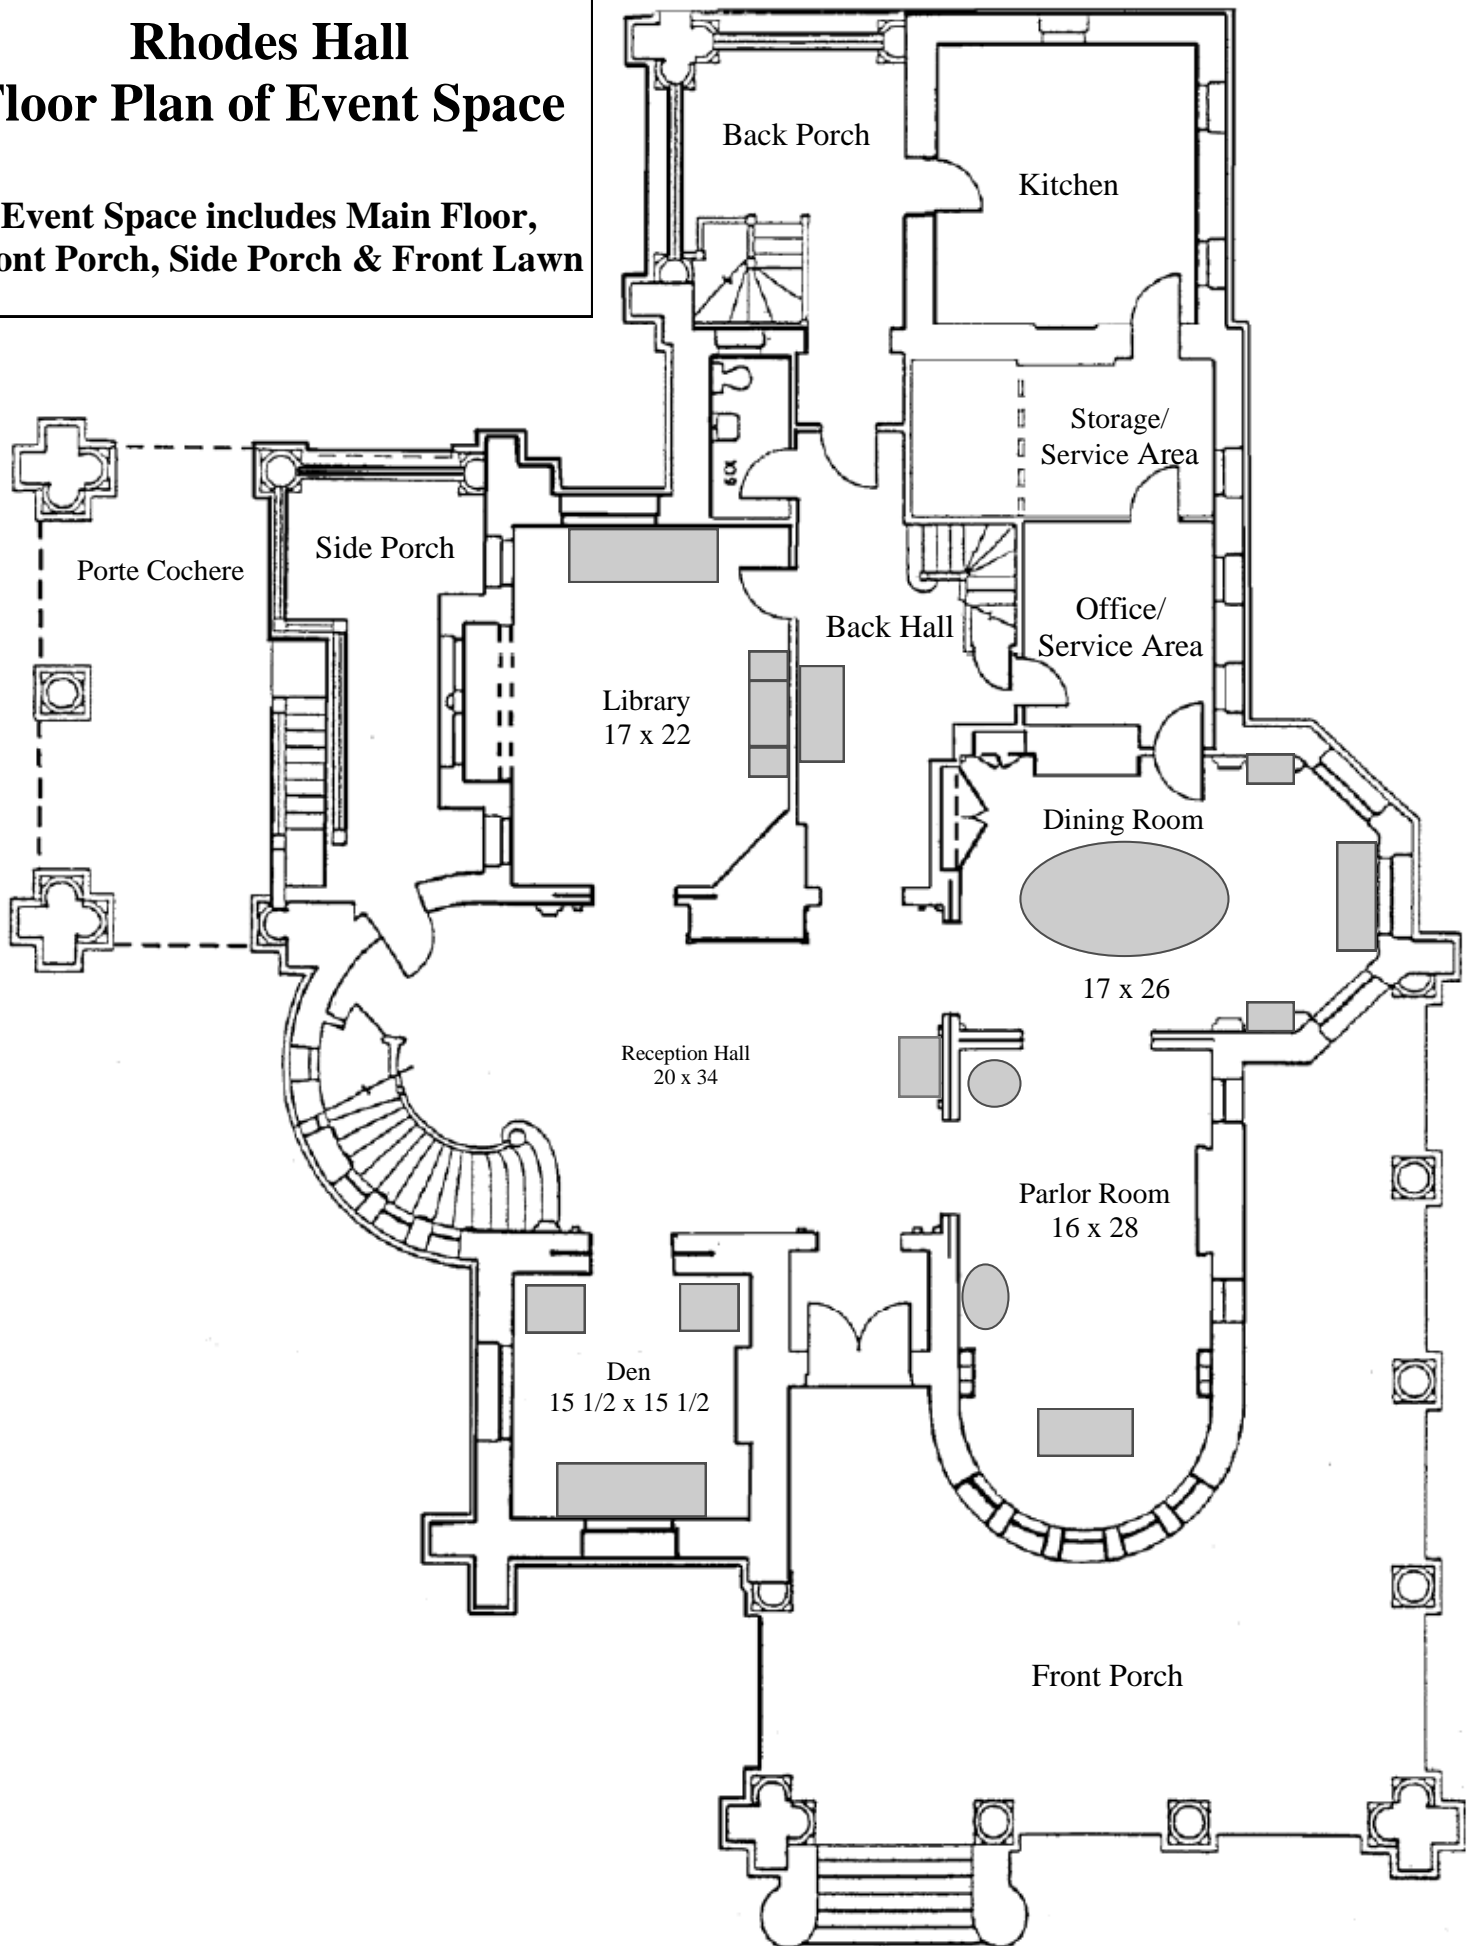 Rhodes Hall
Floor Plan of Event Space
Event Space includes Main Floor,
ont Porch, Side Porch & Front Lawn
Back Porch
Kitchen
Storage/
Service Area
Side Porch
Porte Cochere
Office/
Service Area
Back Hall
Library
17 x 22
Dining Room
17 x 26
Reception Hall
20 x 34
Parlor Room
16 x 28
Den
15 1/2 x 15 1/2
Front Porch